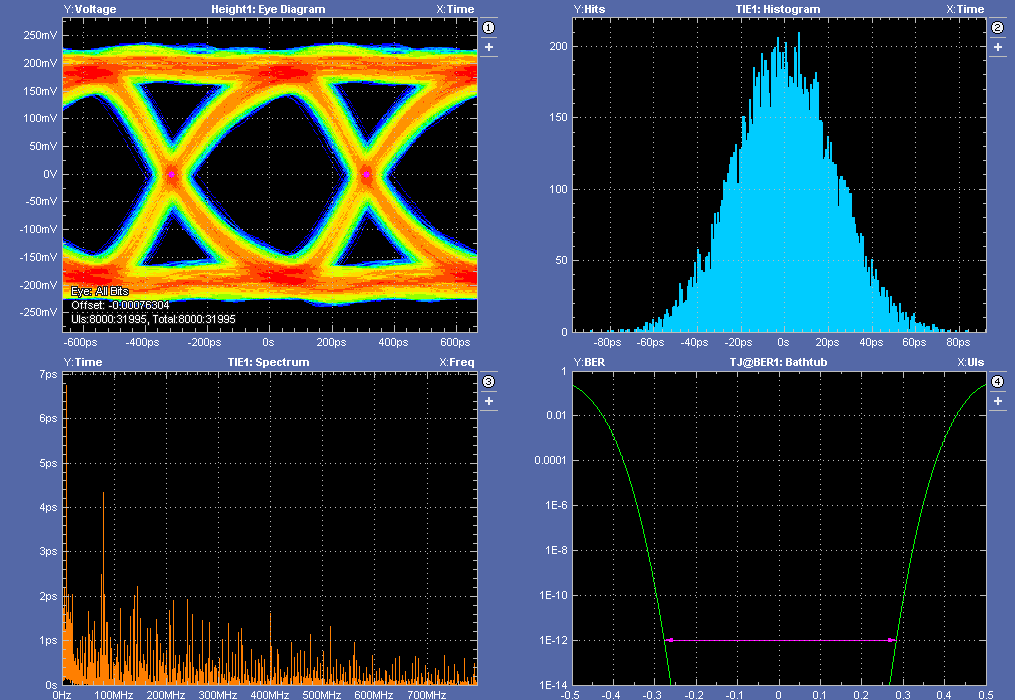 Y:Voltage Height1: Eye Diagram X:Time
1
+
250mV
200mV
150mV
100mV
50mV
0V
-50mV
-100mV
-150mV
-200mV
-250mV
Eye: All Bits
Offset: -0.00076304
UIs:8000:31995, Total:8000:31995
-600ps -400ps -200ps 0s 200ps 400ps 600ps
Y:Hits TIE1: Histogram X:Time
2
+
200
150
100
50
0
-80ps -60ps -40ps -20ps 0s 20ps 40ps 60ps 80ps
Y:Time TIE1: Spectrum X:Freq
3
+
7ps
6ps
5ps
4ps
3ps
2ps
1ps
0s
0Hz 100MHz 200MHz 300MHz 400MHz 500MHz 600MHz 700MHz
Y:BER TJ@BER1: Bathtub X:UIs
4
+
1
0.01
0.0001
1E-6
1E-8
1E-10
1E-12
1E-14
-0.5 -0.4 -0.3 -0.2 -0.1 0 0.1 0.2 0.3 0.4 0.5